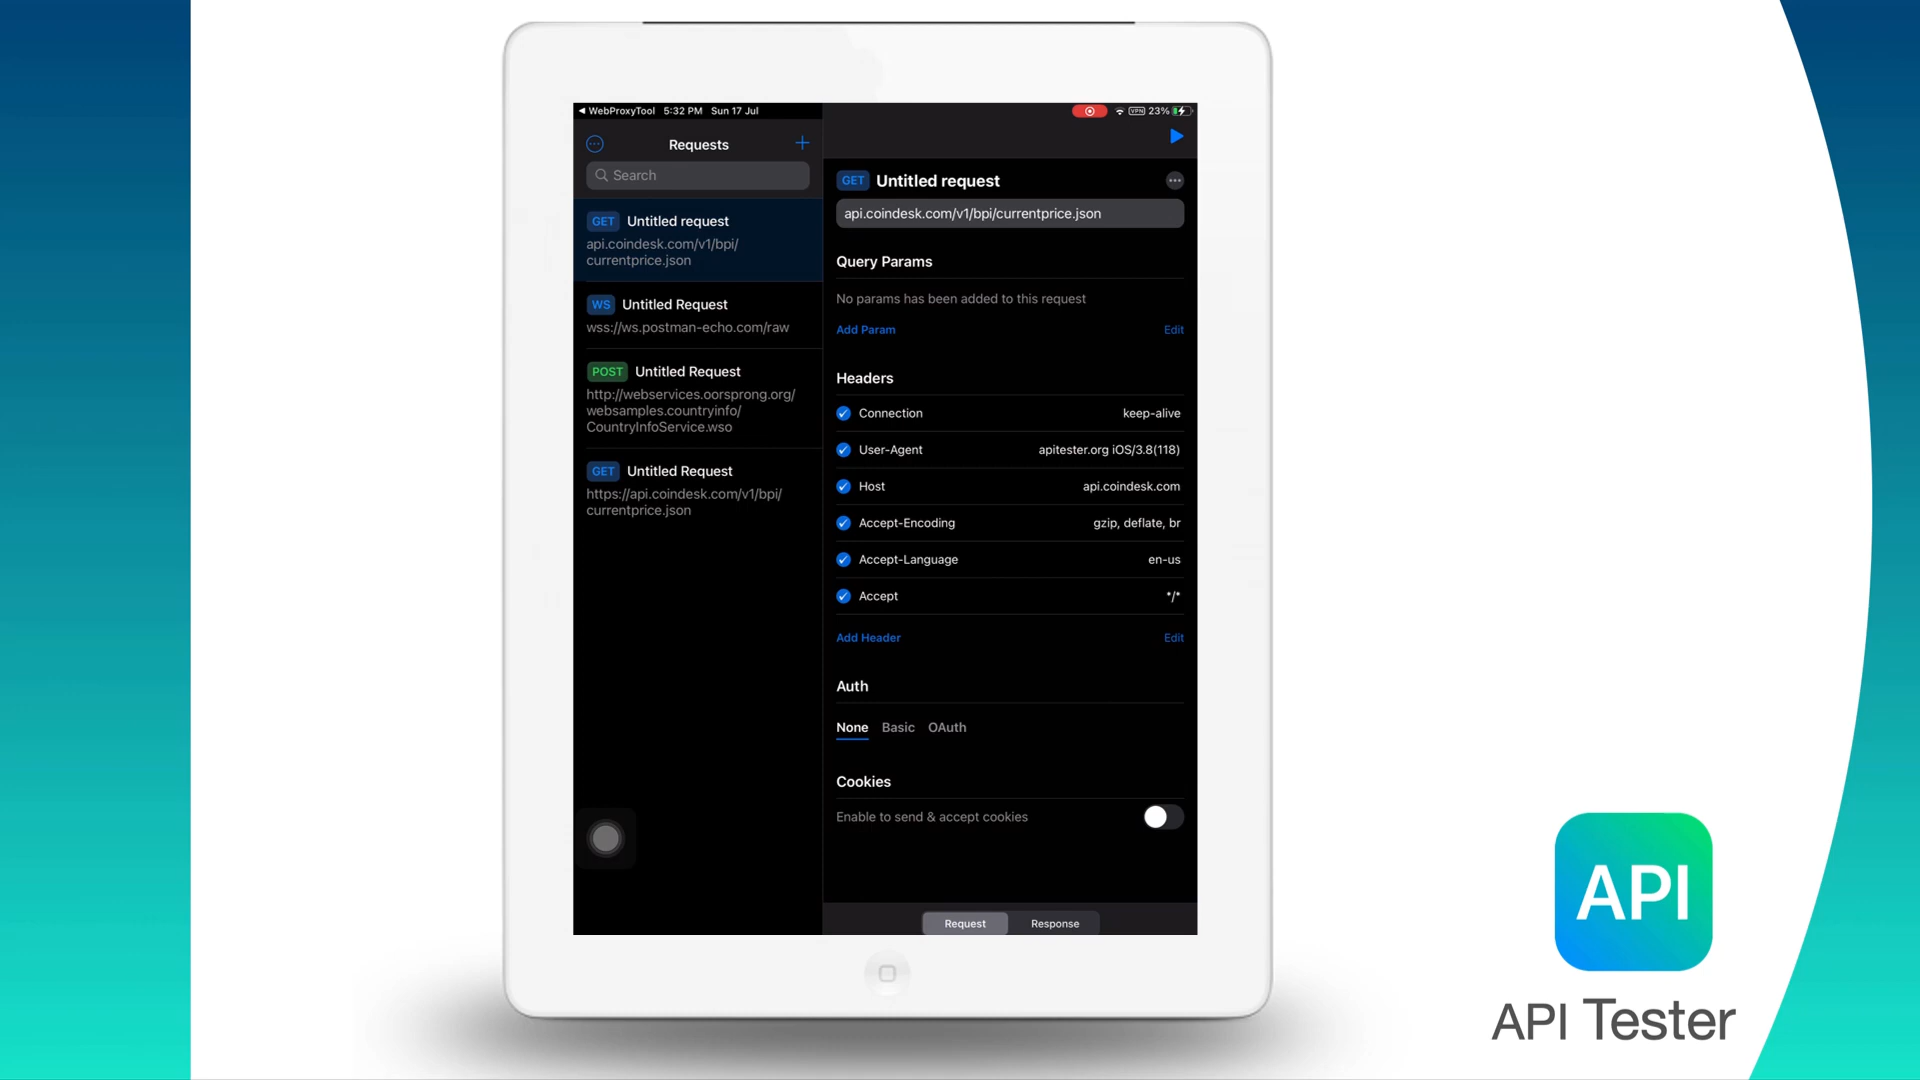 WebProxyTool 5:32 PM Sun 17 Jul
VPN 23%
Requests
Search
GET Untitled request
api.coindesk.com/v1/bpi/
currentprice.json
WS Untitled Request
wss://ws.postman-echo.com/raw
POST Untitled Request
http://webservices.oorsprong.org/
websamples.countryinfo/
CountryInfoService.wso
GET Untitled Request
https://api.coindesk.com/v1/bpi/
currentprice.json
GET Untitled request
api.coindesk.com/v1/bpi/currentprice.json
Query Params
No params has been added to this request
Add Param Edit
Headers
Connection keep-alive
User-Agent apitester.org iOS/3.8(118)
Host api.coindesk.com
Accept-Encoding gzip, deflate, br
Accept-Language en-us
Accept */*
Add Header Edit
Auth
None Basic OAuth
Cookies
Enable to send & accept cookies
Request Response
API
API Tester